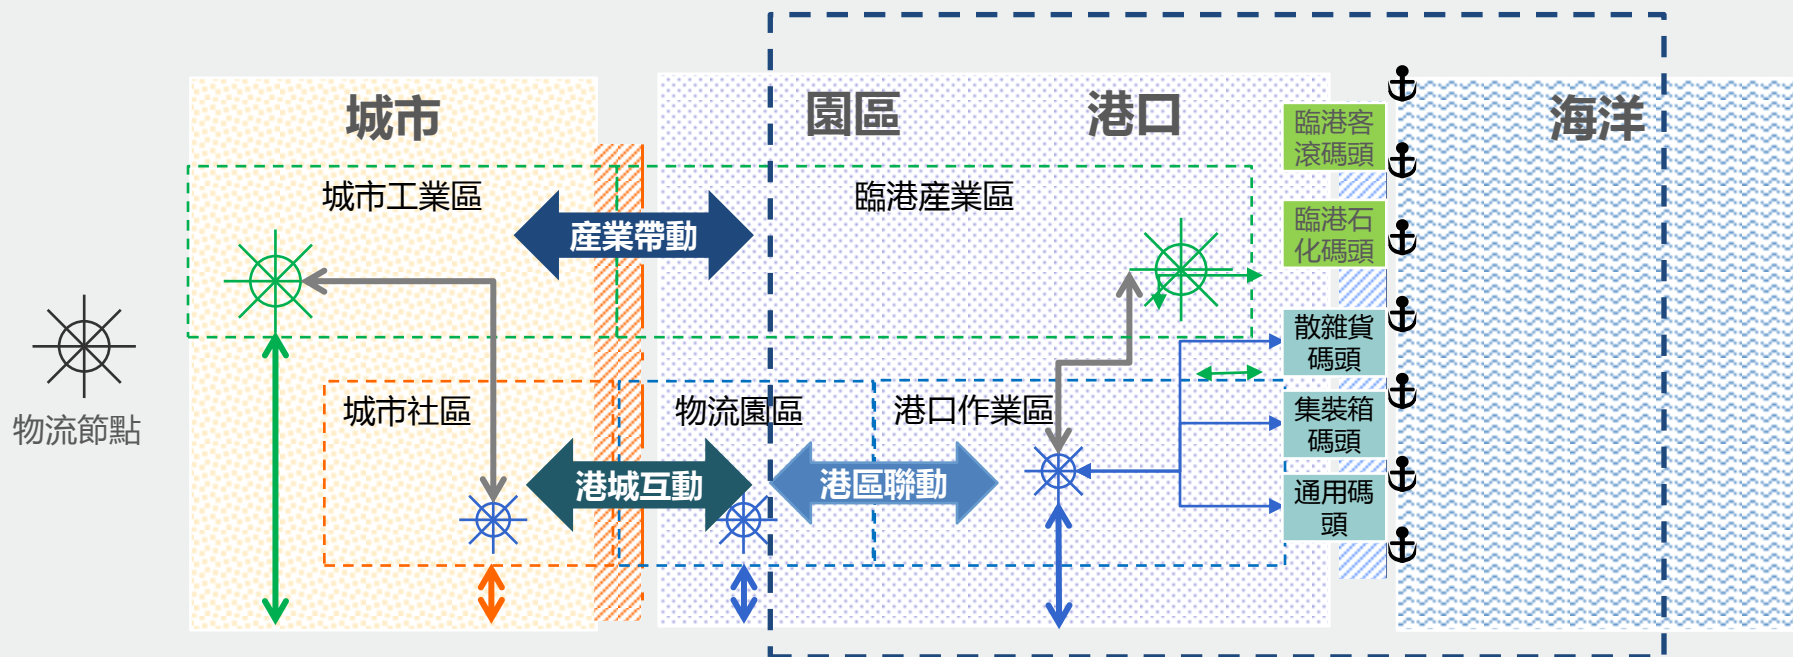 城市
園區
港口
海洋
臨港客
滾碼頭
城市工業區
臨港産業區
産業帶動
臨港石
化碼頭
散雜貨
碼頭
物流節點
城市社區
物流園區
港口作業區
集裝箱
碼頭
港城互動
港區聯動
通用碼
頭